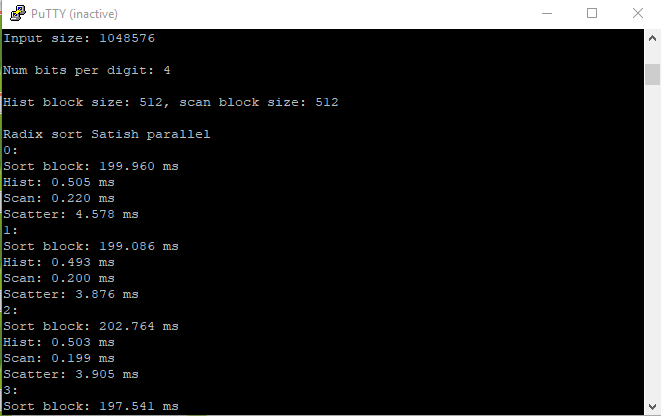 PuTTY (inactive)
Input size: 1048576
Num bits per digit: 4
Hist block size: 512, scan block size: 512
Radix sort Satish parallel
0:
Sort block: 199.960 ms
Hist: 0.505 ms
Scan: 0.220 ms
Scatter: 4.578 ms
1:
Sort block: 199.086 ms
Hist: 0.493 ms
Scan: 0.200 ms
Scatter: 3.876 ms
2:
Sort block: 202.764 ms
Hist: 0.503 ms
Scan: 0.199 ms
Scatter: 3.905 ms
3:
Sort block: 197.541 ms